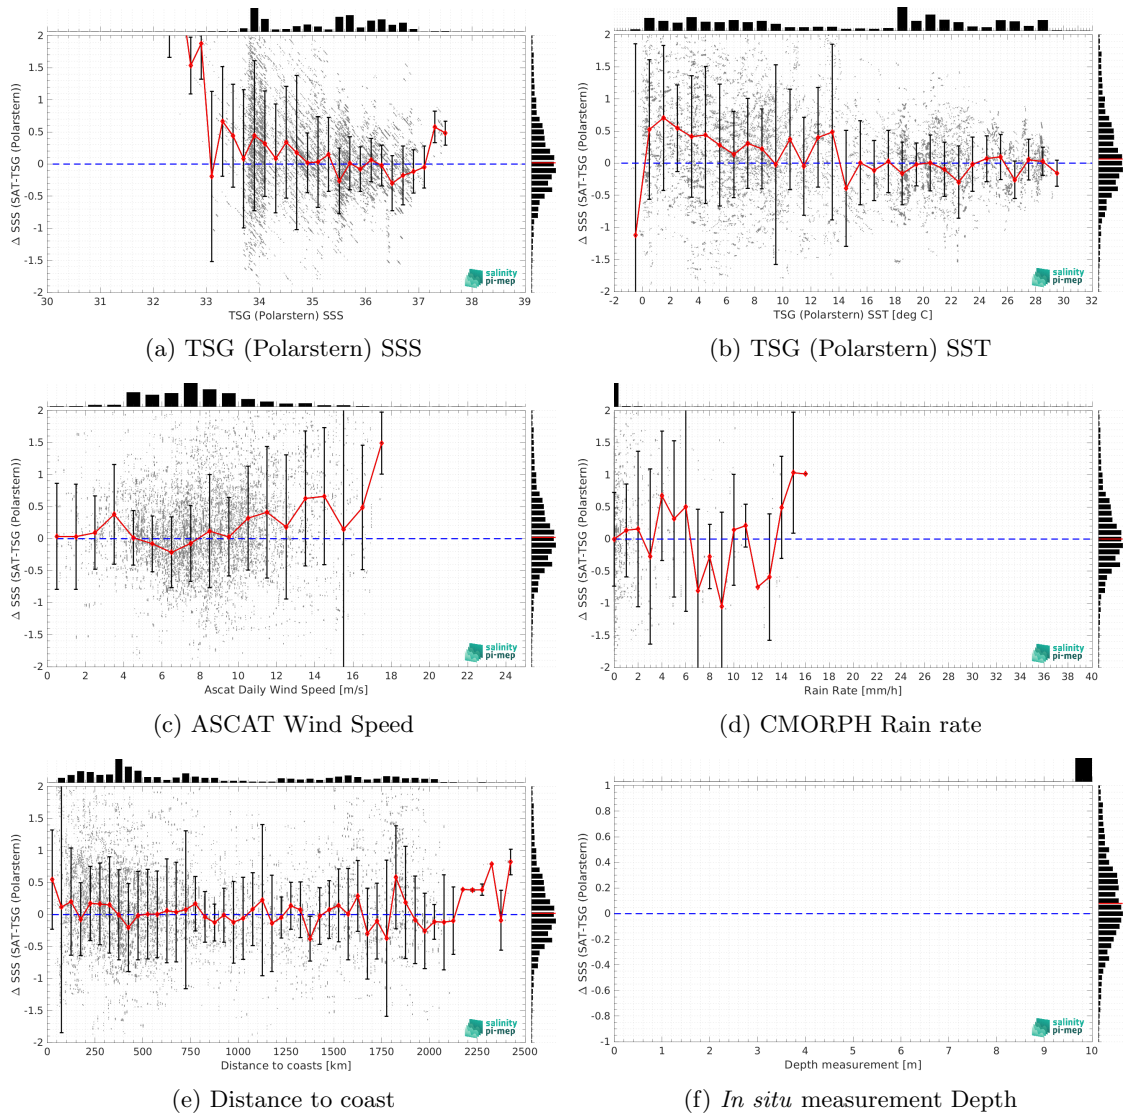 2
1.5
1
0.5
0
-0.5
-1
-1.5
-2
Δ SSS (SAT-TSG (Polarstern))
30 31 32 33 34 35 36 37 38 39
TSG (Polarstern) SSS
salinity
pi-mep
(a) TSG (Polarstern) SSS
2
1.5
1
0.5
0
-0.5
-1
-1.5
-2
Δ SSS (SAT-TSG (Polarstern))
-2 0 2 4 6 8 10 12 14 16 18 20 22 24 26 28 30 32
TSG (Polarstern) SST [deg C]
salinity
pi-mep
(b) TSG (Polarstern) SST
2
1.5
1
0.5
0
-0.5
-1
-1.5
-2
Δ SSS (SAT-TSG (Polarstern))
0 2 4 6 8 10 12 14 16 18 20 22 24
Ascat Daily Wind Speed [m/s]
salinity
pi-mep
(c) ASCAT Wind Speed
2
1.5
1
0.5
0
-0.5
-1
-1.5
-2
Δ SSS (SAT-TSG (Polarstern))
0 2 4 6 8 10 12 14 16 18 20 22 24 26 28 30 32 34 36 38 40
Rain Rate [mm/h]
salinity
pi-mep
(d) CMORPH Rain rate
2
1.5
1
0.5
0
-0.5
-1
-1.5
-2
Δ SSS (SAT-TSG (Polarstern))
0 250 500 750 1000 1250 1500 1750 2000 2250 2500
Distance to coasts [km]
salinity
pi-mep
(e) Distance to coast
1
0.8
0.6
0.4
0.2
0
-0.2
-0.4
-0.6
-0.8
-1
Δ SSS (SAT-TSG (Polarstern))
0 1 2 3 4 5 6 7 8 9 10
Depth measurement [m]
salinity
pi-mep
(f) In situ measurement Depth